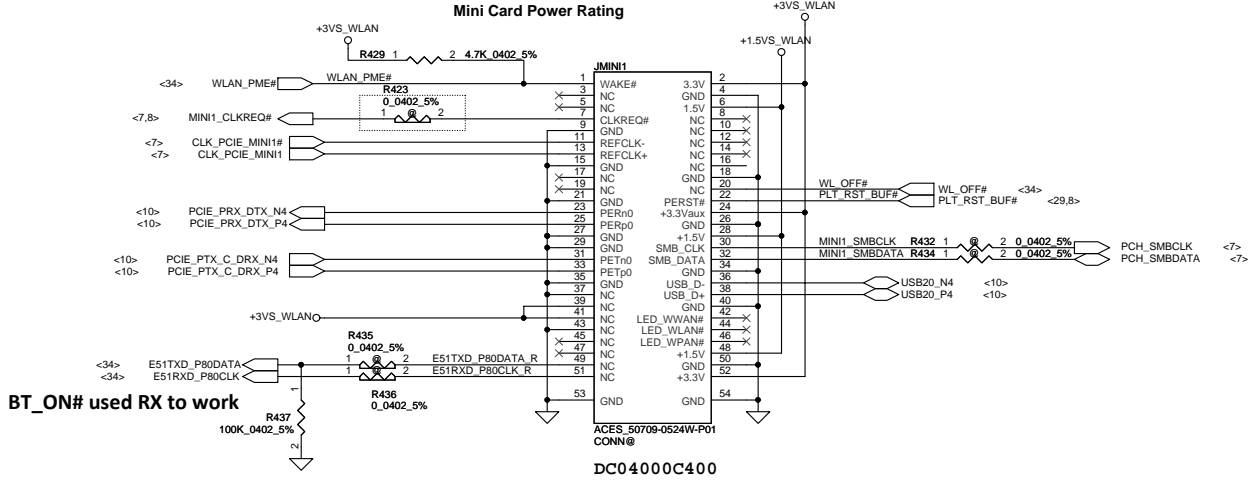 Mini Card Power Rating
+3VS_WLAN
+3VS_WLAN
+1.5VS_WLAN
R429 1 2 4.7K_0402_5%
JMINI1
<34> WLAN_PME# WLAN_PME# 1 WAKE# 3.3V 2
R423 3 NC GND 4
0_0402_5% 5 NC 1.5V 6
<7,8> MINI1_CLKREQ# 1 @ 2 7 CLKREQ# NC 8
9 GND NC 10
<7> CLK_PCIE_MINI1# 11 REFCLK- NC 12
<7> CLK_PCIE_MINI1 13 REFCLK+ NC 14
15 GND NC 16
17 NC GND 18
19 NC NC 20 WL_OFF# WL_OFF# <34>
21 GND PERST# 22 PLT_RST_BUF# PLT_RST_BUF# <29,8>
<10> PCIE_PRX_DTX_N4 23 PERn0 +3.3Vaux 24
<10> PCIE_PRX_DTX_P4 25 PERp0 GND 26
27 GND +1.5V 28
29 GND SMB_CLK 30 MINI1_SMBCLK R432 1 @ 2 0_0402_5% PCH_SMBCLK <7>
<10> PCIE_PTX_C_DRX_N4 31 PETn0 SMB_DATA 32 MINI1_SMBDATA R434 1 @ 2 0_0402_5% PCH_SMBDATA <7>
<10> PCIE_PTX_C_DRX_P4 33 PETp0 GND 34
35 GND USB_D- 36 USB20_N4 <10>
37 NC USB_D+ 38 USB20_P4 <10>
39 NC GND 40
+3VS_WLAN 41 NC LED_WWAN# 42
43 NC LED_WLAN# 44
45 NC LED_WPAN# 46
R435 47 NC +1.5V 48
0_0402_5%
<34> E51TXD_P80DATA 1 @ 2 E51TXD_P80DATA_R 49 NC GND 50
<34> E51RXD_P80CLK 1 @ 2 E51RXD_P80CLK_R 51 NC +3.3V 52
R436
0_0402_5%
53 GND GND 54
BT_ON# used RX to work
1
R437
100K_0402_5%
2
ACES_50709-0524W-P01
CONN@
DC04000C400